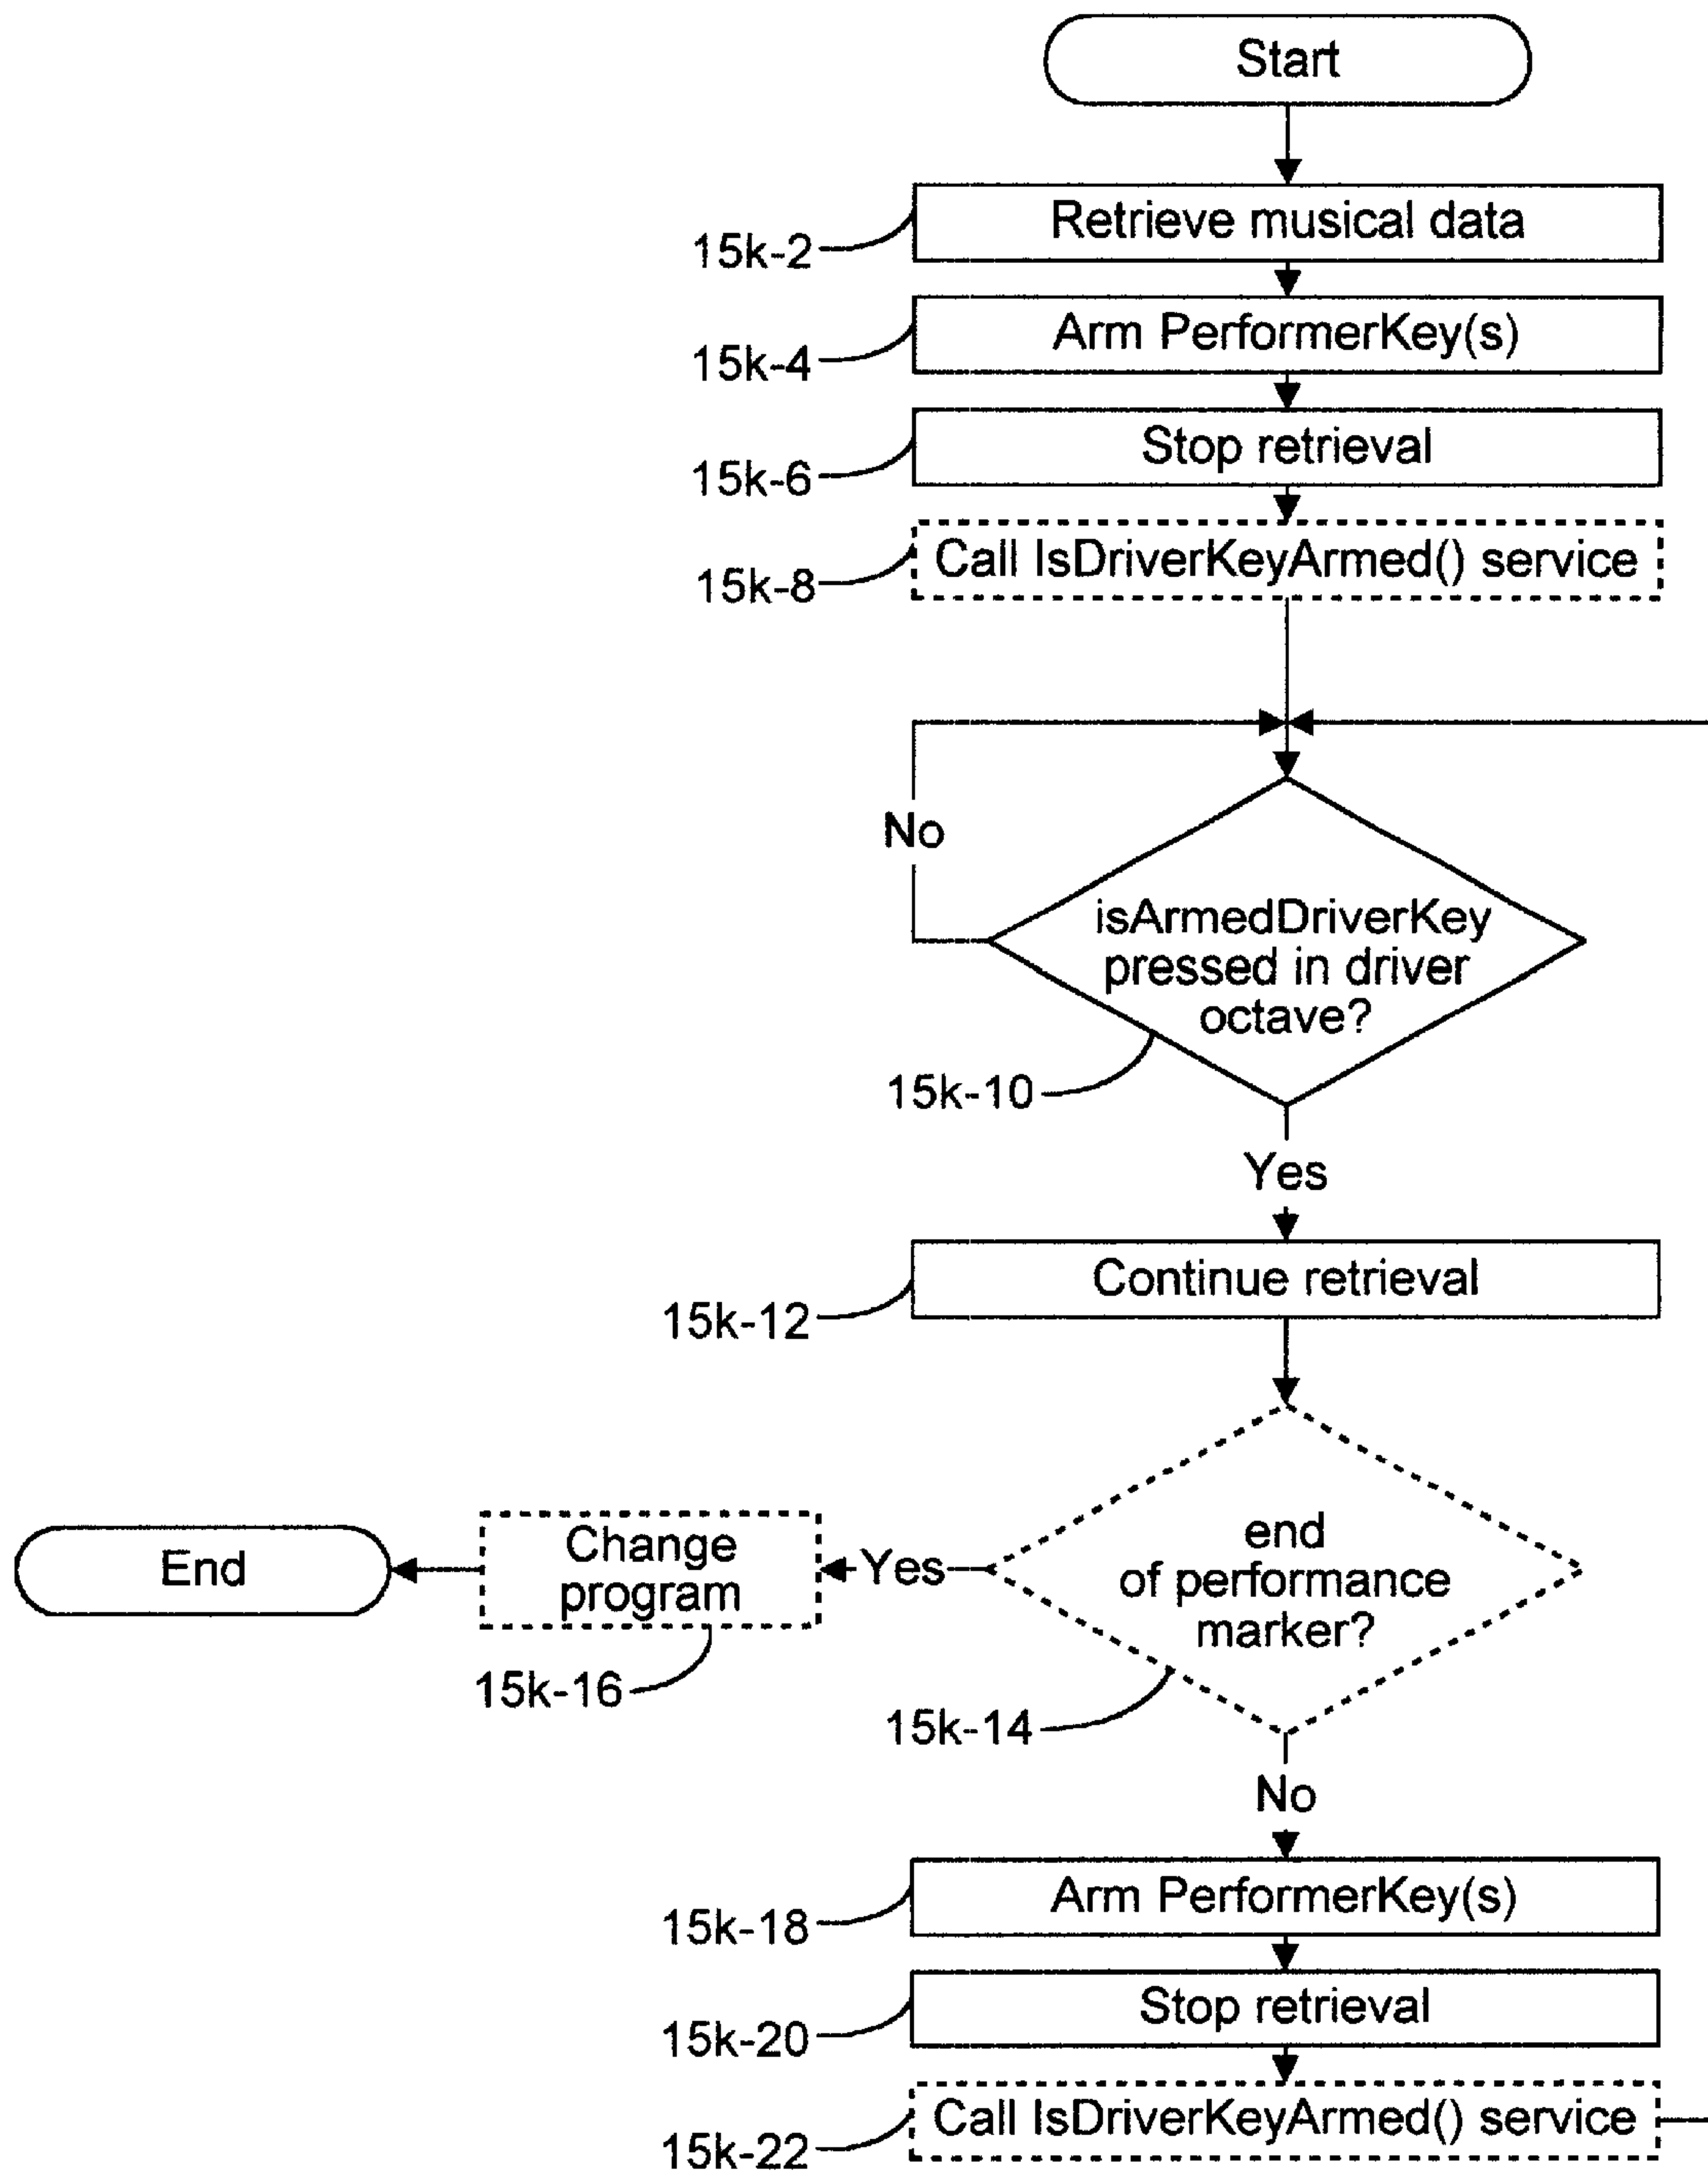 Start
Retrieve musical data
15k-2
Arm PerformerKey(s)
15k-4
Stop retrieval
15k-6
Call IsDriverKeyArmed() service
15k-8
No
isArmedDriverKey
pressed in driver
octave?
15k-10
Yes
Continue retrieval
15k-12
end
of performance
marker?
Yes
Change
program
End
15k-16
15k-14
No
Arm PerformerKey(s)
15k-18
Stop retrieval
15k-20
Call IsDriverKeyArmed() service
15k-22